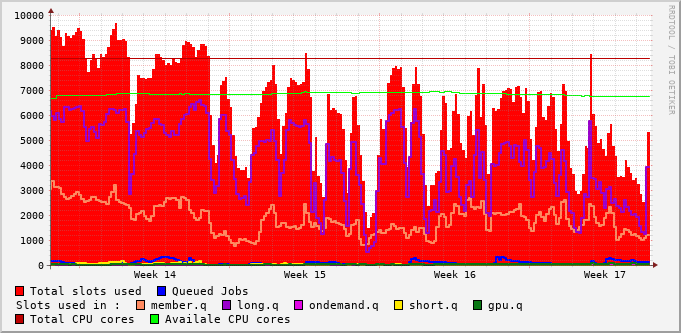 10000
9000
8000
7000
6000
5000
4000
3000
2000
1000
0
Week 14 Week 15 Week 16 Week 17
RRDTOOL / TOBI OETIKER
Total slots used Queued Jobs
Slots used in : member.q long.q ondemand.q short.q gpu.q
Total CPU cores Availale CPU cores